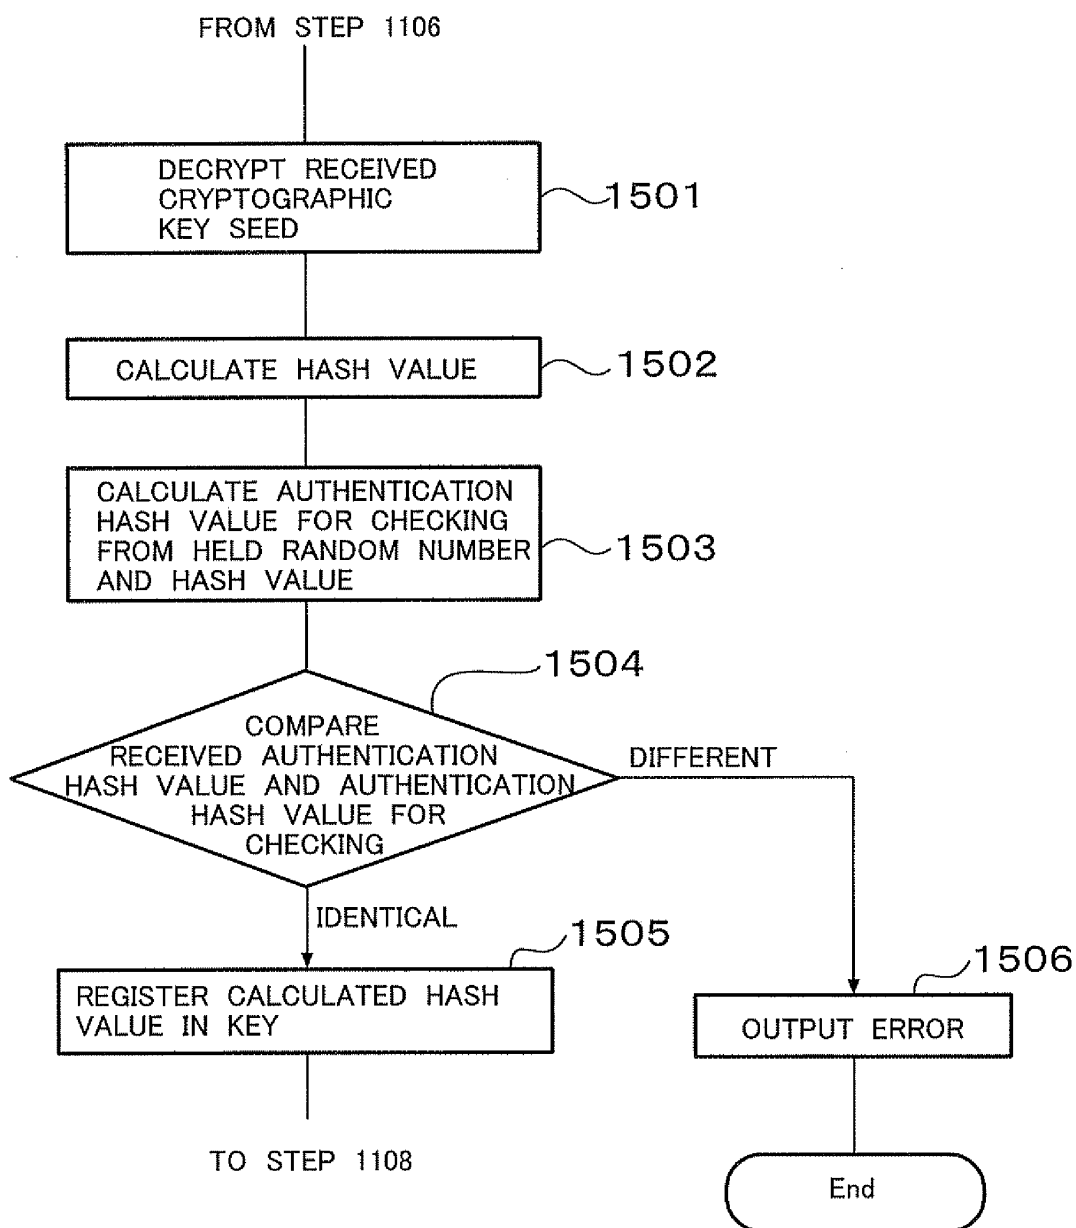 FROM STEP 1106
DECRYPT RECEIVED
CRYPTOGRAPHIC
KEY SEED
1501
CALCULATE HASH VALUE
1502
CALCULATE AUTHENTICATION
HASH VALUE FOR CHECKING
FROM HELD RANDOM NUMBER
AND HASH VALUE
1503
1504
COMPARE
RECEIVED AUTHENTICATION
HASH VALUE AND AUTHENTICATION
HASH VALUE FOR
CHECKING
DIFFERENT
IDENTICAL
1505
REGISTER CALCULATED HASH
VALUE IN KEY
1506
OUTPUT ERROR
TO STEP 1108
End